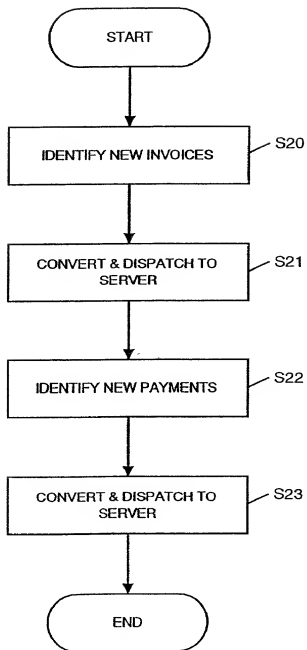 START
IDENTIFY NEW INVOICES
S20
CONVERT & DISPATCH TO
SERVER
S21
IDENTIFY NEW PAYMENTS
S22
CONVERT & DISPATCH TO
SERVER
S23
END